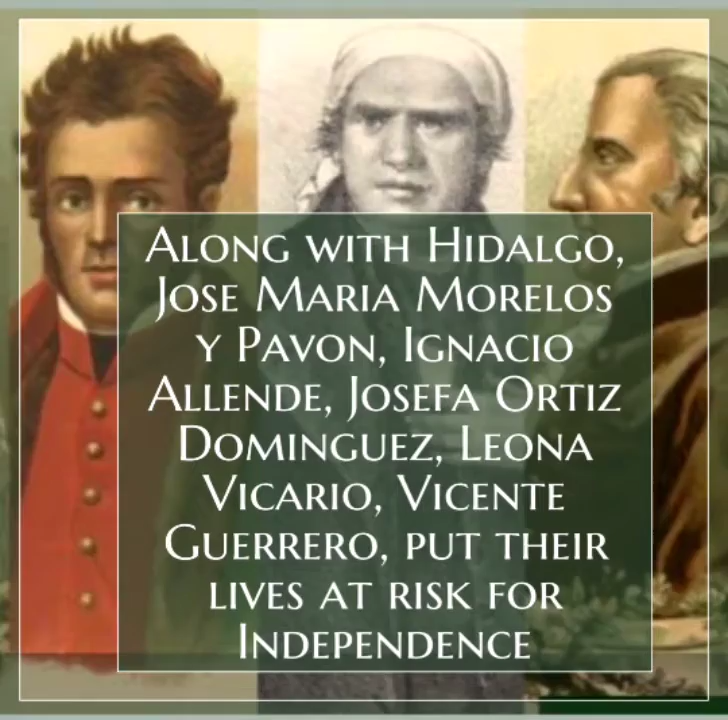 Along with Hidalgo,
Jose Maria Morelos
y Pavon, Ignacio
Allende, Josefa Ortiz
Dominguez, Leona
Vicario, Vicente
Guerrero, put their
lives at risk for
Independence